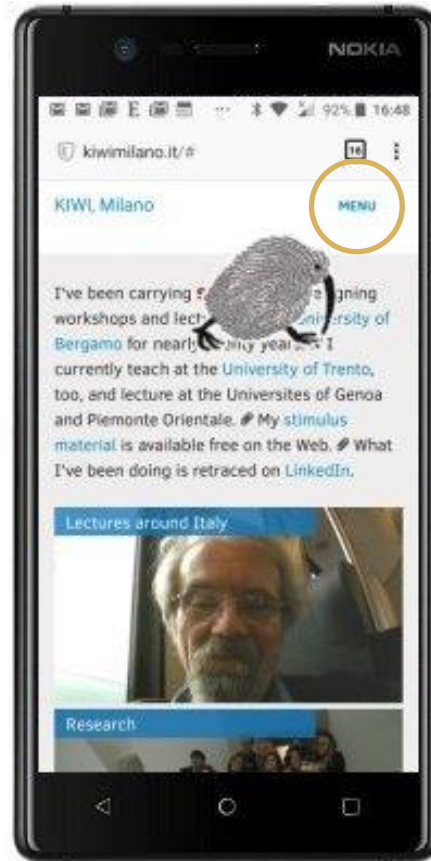 NOKIA
E ... 92% 16:48
kiwimilano.it/# 16
KIWI, Milano MENU
I've been carrying
workshops and
Bergamo for nearly years. I
currently teach at the University of Trento,
too, and lecture at the Universites of Genoa
and Piemonte Orientale. My stimulus
material is available free on the Web. What
I've been doing is retraced on LinkedIn.
Lectures around Italy
Research